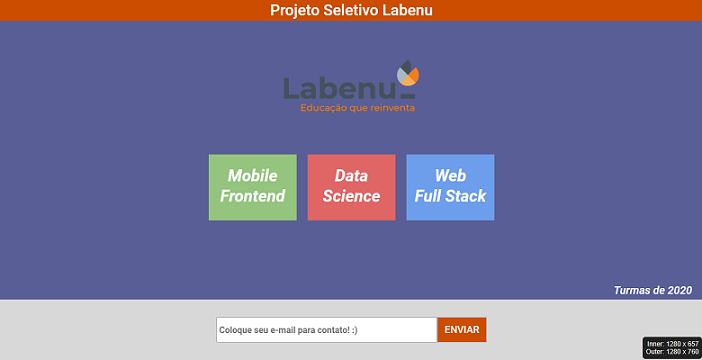 Projeto Seletivo Labenu
Labenu_
Educação que reinventa
Mobile
Frontend
Data
Science
Web
Full Stack
Turmas de 2020
Coloque seu e-mail para contato! :)
ENVIAR
Inner: 1280 x 657
Outer: 1280 x 760